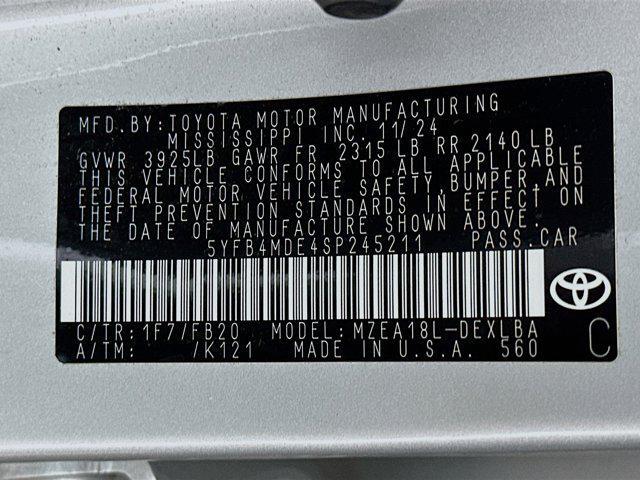 MFD. BY: TOYOTA MOTOR MANUFACTURING
MISSISSIPPI INC. 11/24
GVWR 3925LB GAWR FR 2315 LB RR 2140 LB
THIS VEHICLE CONFORMS TO ALL APPLICABLE
FEDERAL MOTOR VEHICLE SAFETY, BUMPER, AND
THEFT PREVENTION STANDARDS IN EFFECT ON
THE DATE OF MANUFACTURE SHOWN ABOVE.
5YFB4MDE4SP245211 PASS. CAR
C/TR: 1F7/FB20 MODEL: MZEA18L-DEXLBA
A/TM: /K121 MADE IN U.S.A. 560 C